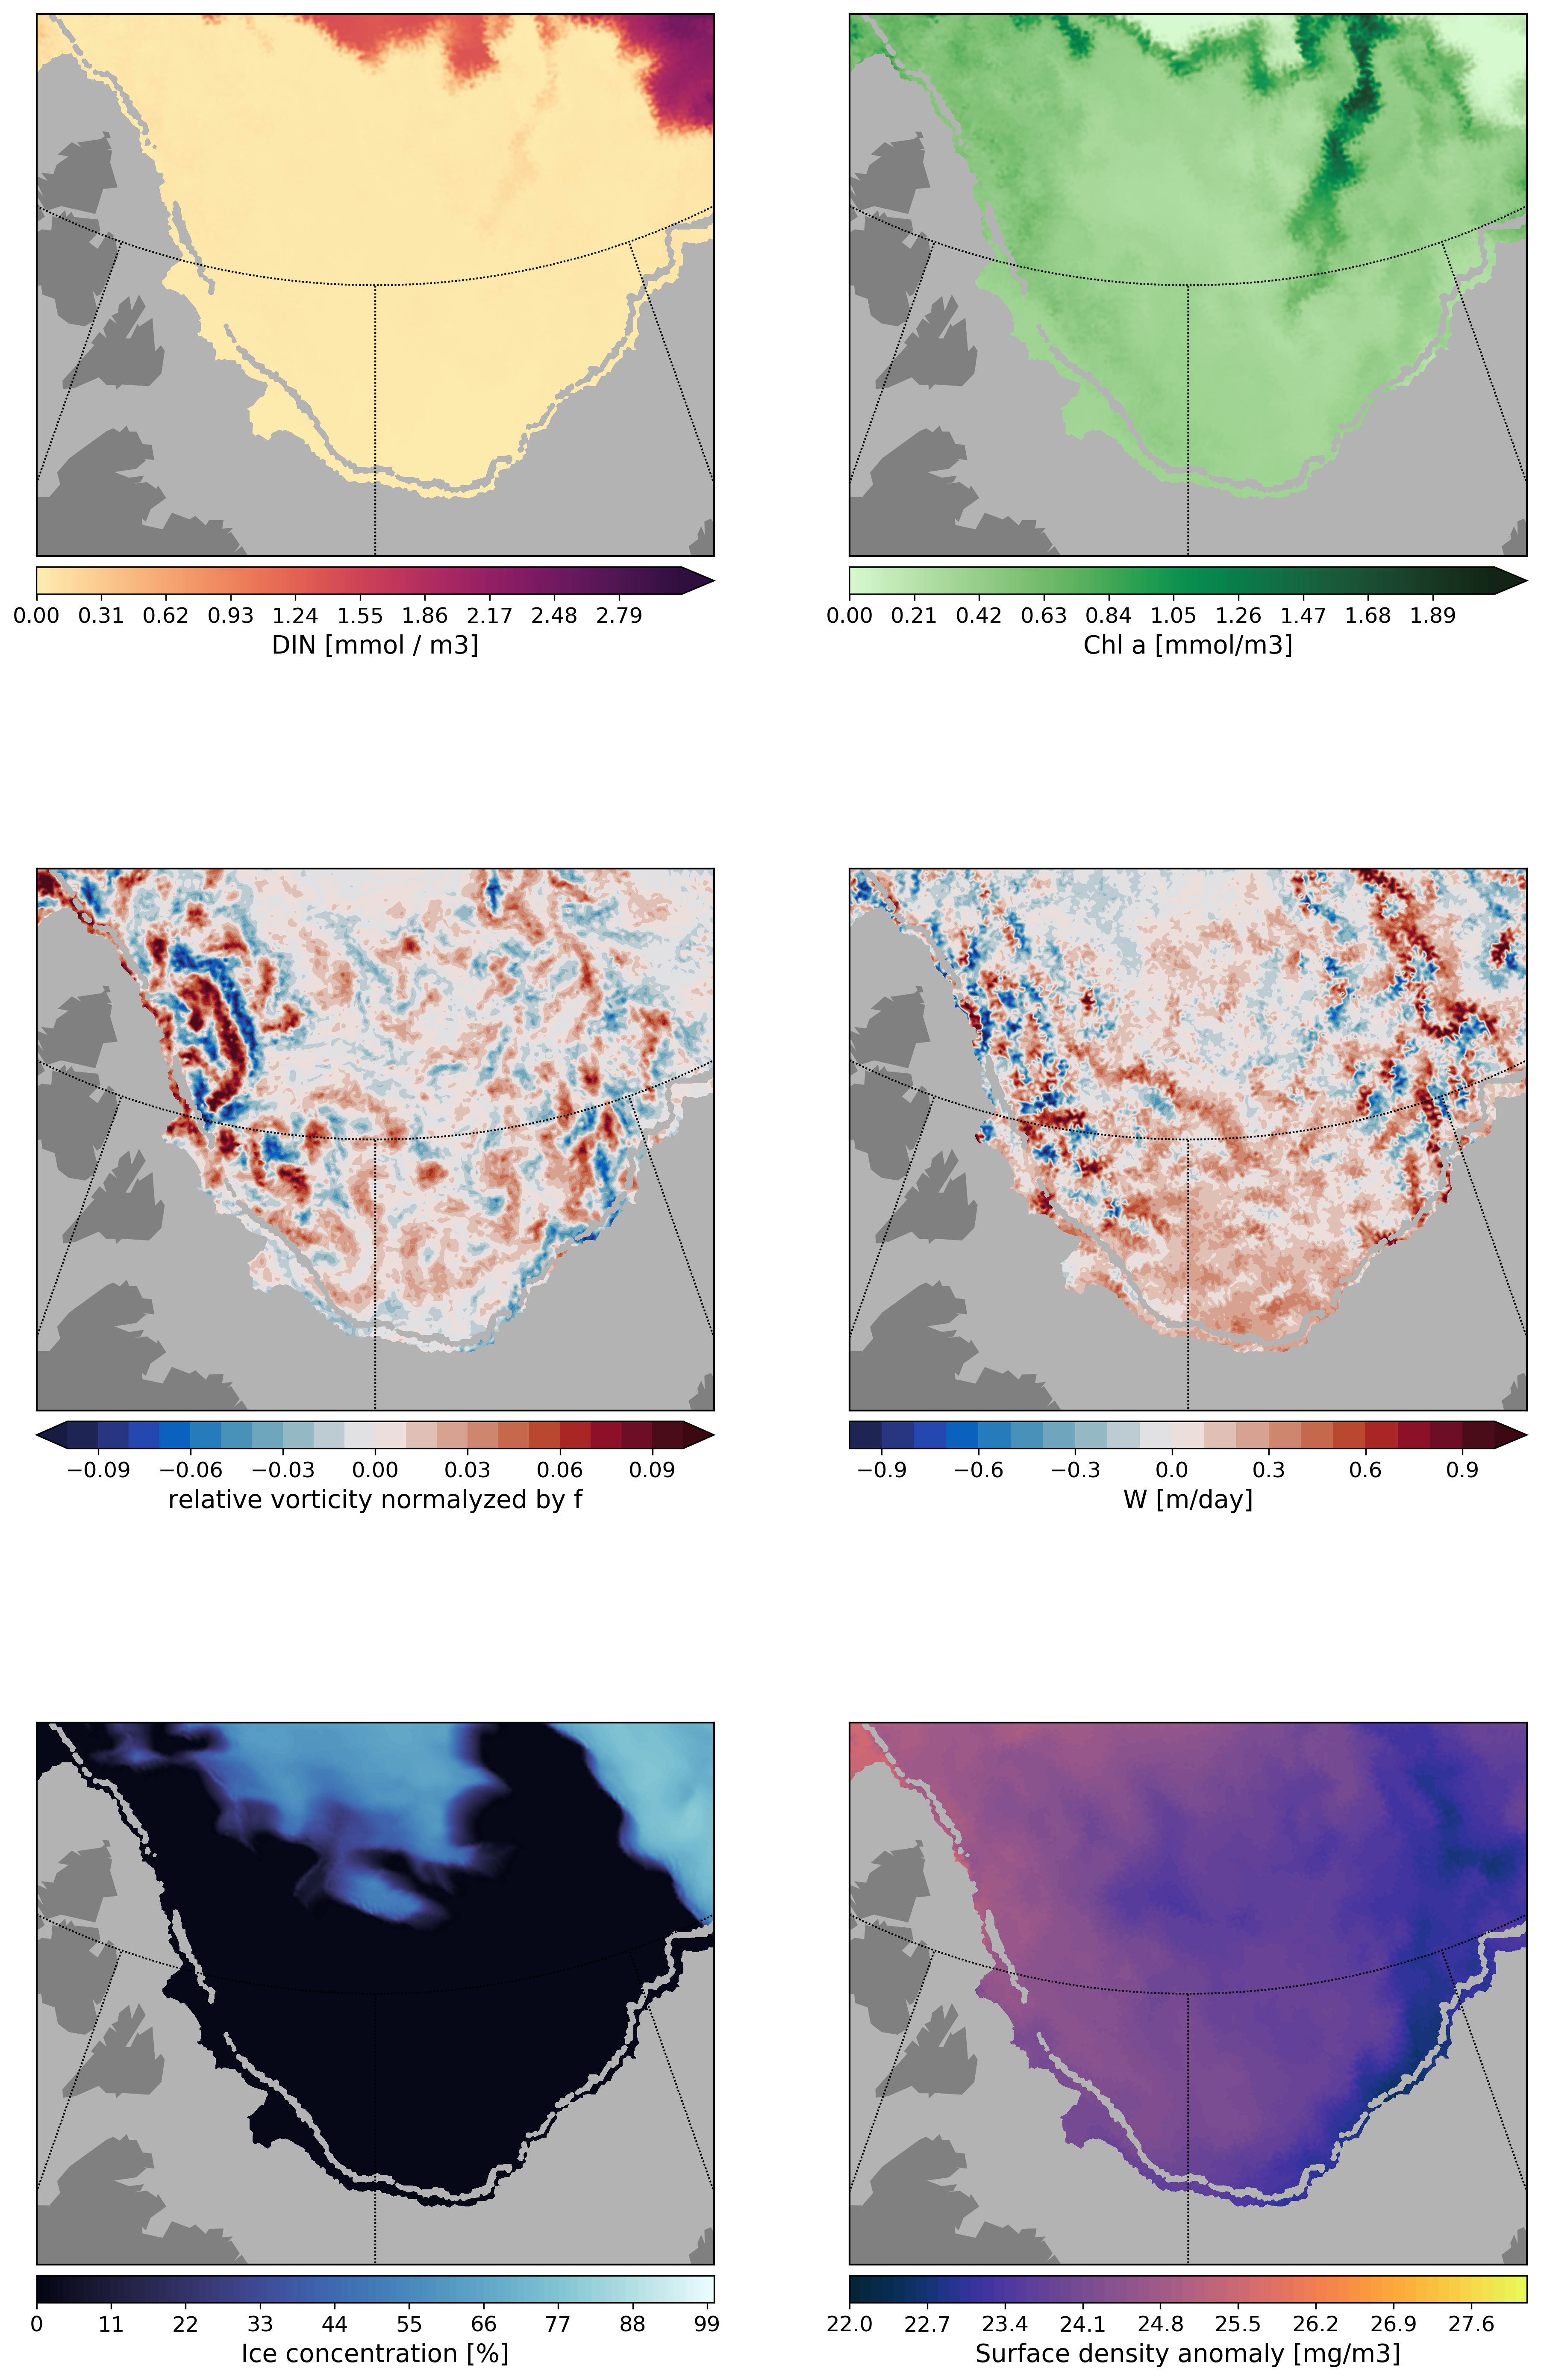 0.00 0.31 0.62 0.93 1.24 1.55 1.86 2.17 2.48 2.79
DIN [mmol / m3]
0.00 0.21 0.42 0.63 0.84 1.05 1.26 1.47 1.68 1.89
Chl a [mmol/m3]
−0.09 −0.06 −0.03 0.00 0.03 0.06 0.09
relative vorticity normalyzed by f
−0.9 −0.6 −0.3 0.0 0.3 0.6 0.9
W [m/day]
0 11 22 33 44 55 66 77 88 99
Ice concentration [%]
22.0 22.7 23.4 24.1 24.8 25.5 26.2 26.9 27.6
Surface density anomaly [mg/m3]